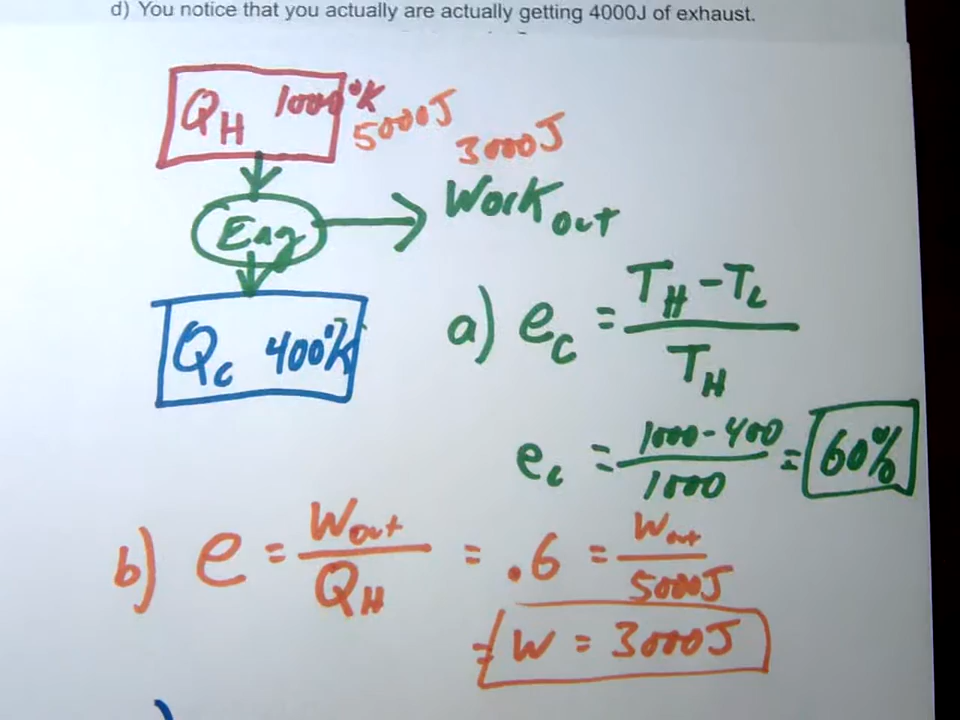 d) You notice that you actually are actually getting 4000J of exhaust.
QH 1000°K
5000J
3000J
Eng
Work out
Qc 400°K
a) ec = TH - TL / TH
ec = 1000 - 400 / 1000 = 60%
b) e = Wout / QH = .6 = Wout / 5000J
= W = 3000J